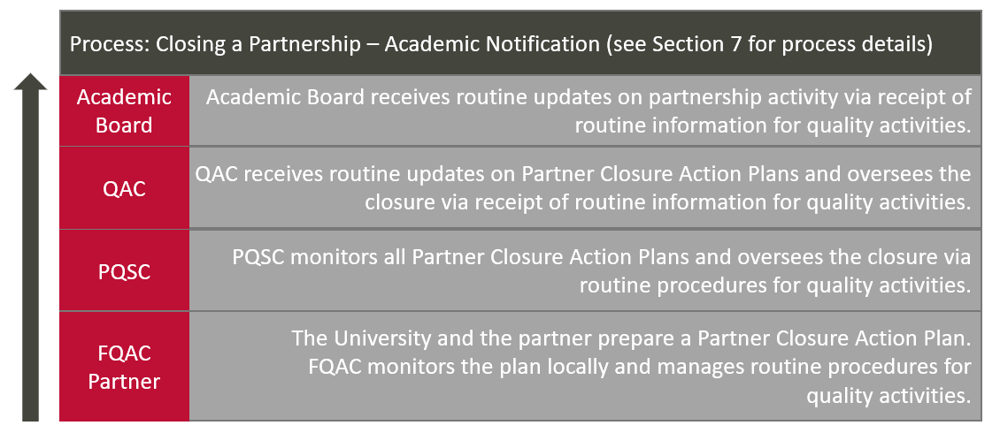 Process: Closing a Partnership – Academic Notification (see Section 7 for process details)
Academic
Board
Academic Board receives routine updates on partnership activity via receipt of
routine information for quality activities.
QAC
QAC receives routine updates on Partner Closure Action Plans and oversees the
closure via receipt of routine information for quality activities.
PQSC
PQSC monitors all Partner Closure Action Plans and oversees the closure via
routine procedures for quality activities.
FQAC
Partner
The University and the partner prepare a Partner Closure Action Plan.
FQAC monitors the plan locally and manages routine procedures for
quality activities.